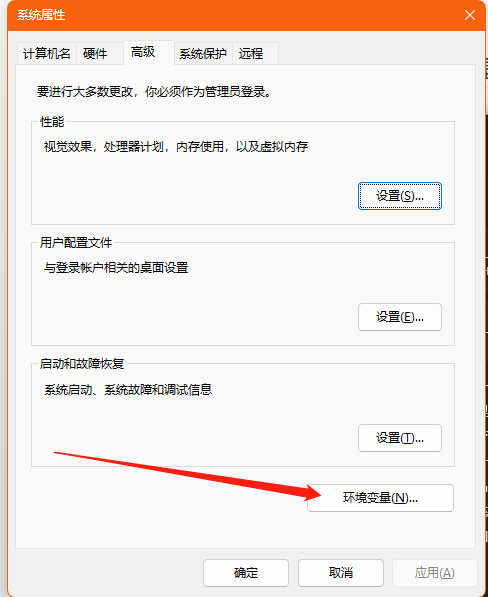 系统属性
计算机名 硬件 高级 系统保护 远程
要进行大多数更改，你必须作为管理员登录。
性能
视觉效果，处理器计划，内存使用，以及虚拟内存
设置(S)...
用户配置文件
与登录帐户相关的桌面设置
设置(E)...
启动和故障恢复
系统启动、系统故障和调试信息
设置(T)...
环境变量(N)...
确定 取消 应用(A)